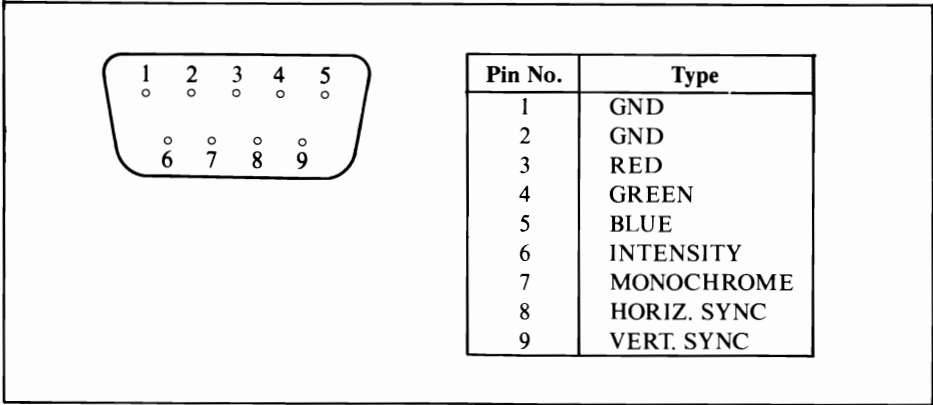 1 2 3 4 5
6 7 8 9
Pin No. Type
1 GND
2 GND
3 RED
4 GREEN
5 BLUE
6 INTENSITY
7 MONOCHROME
8 HORIZ. SYNC
9 VERT. SYNC